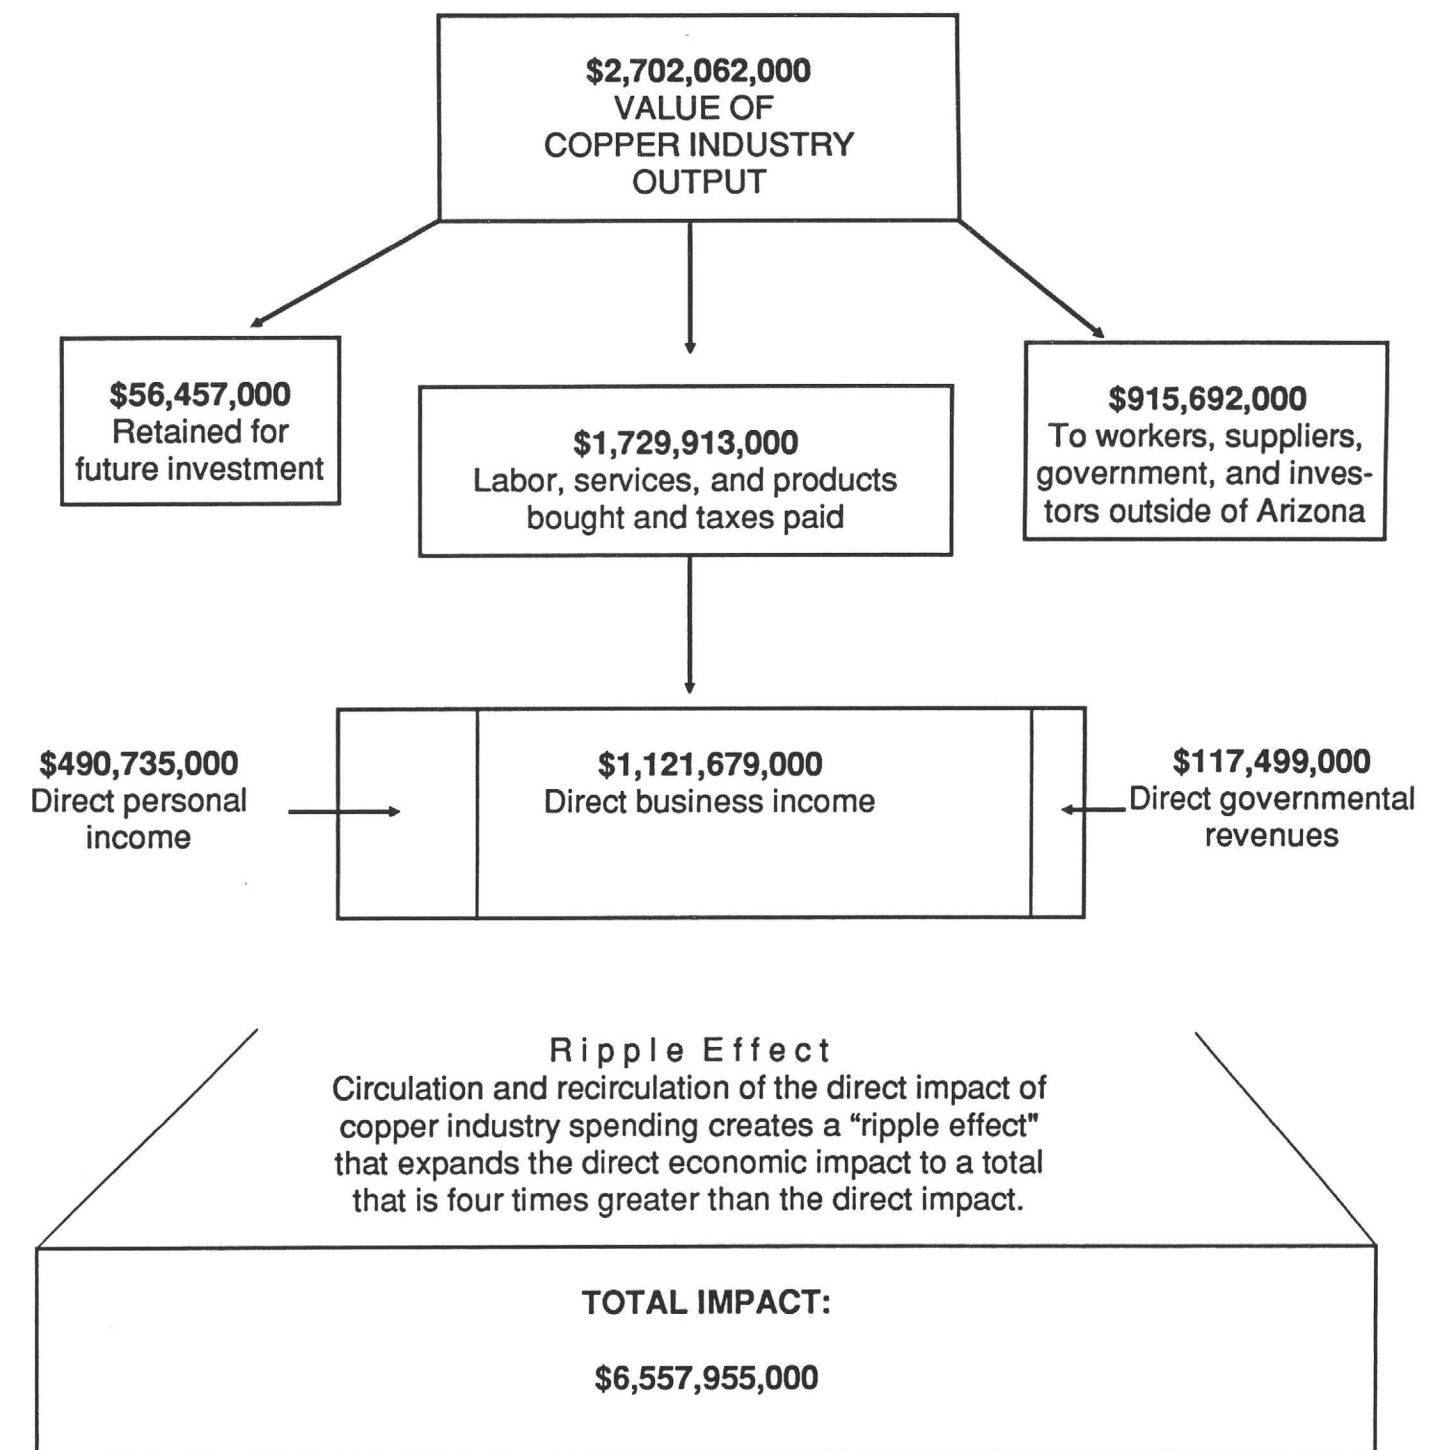 $2,702,062,000
VALUE OF
COPPER INDUSTRY
OUTPUT
$56,457,000
Retained for
future investment
$1,729,913,000
Labor, services, and products
bought and taxes paid
$915,692,000
To workers, suppliers,
government, and inves-
tors outside of Arizona
$490,735,000
Direct personal
income
$1,121,679,000
Direct business income
$117,499,000
Direct governmental
revenues
Ripple Effect
Circulation and recirculation of the direct impact of
copper industry spending creates a “ripple effect"
that expands the direct economic impact to a total
that is four times greater than the direct impact.
TOTAL IMPACT:
$6,557,955,000